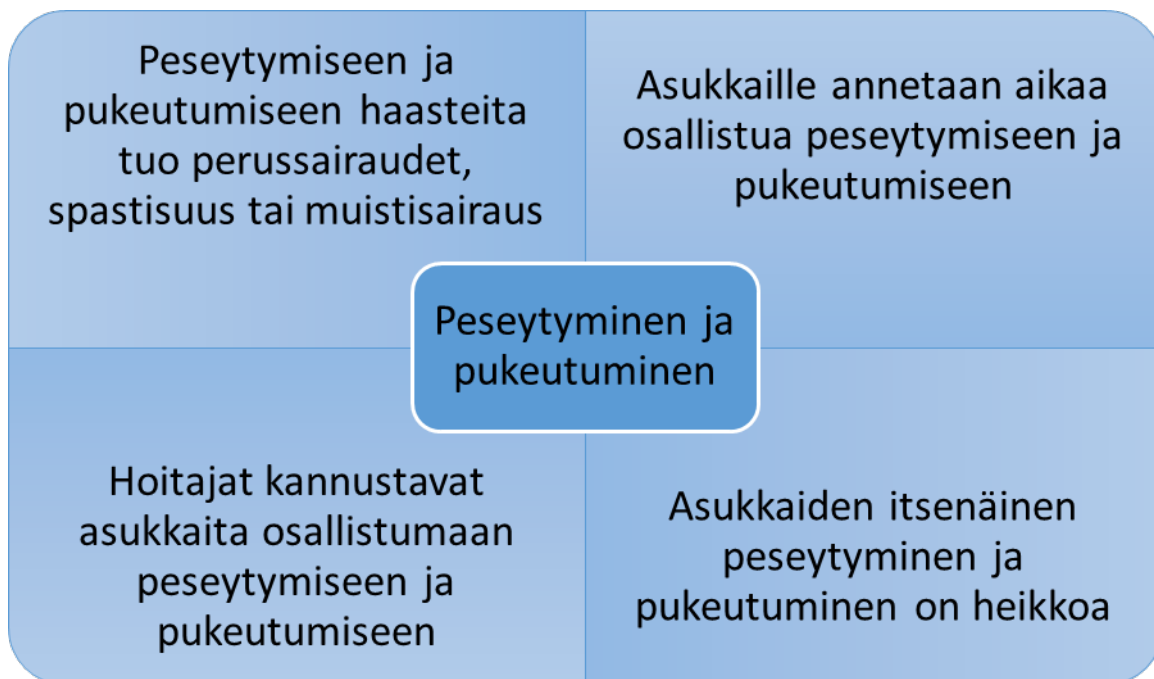 Peseytymiseen ja
pukeutumiseen haasteita
tuo perussairaudet,
spastisuus tai muistisairaus
Asukkaille annetaan aikaa
osallistua peseytymiseen ja
pukeutumiseen
Peseytyminen ja
pukeutuminen
Hoitajat kannustavat
asukkaita osallistumaan
peseytymiseen ja
pukeutumiseen
Asukkaiden itsenäinen
peseytyminen ja
pukeutuminen on heikkoa